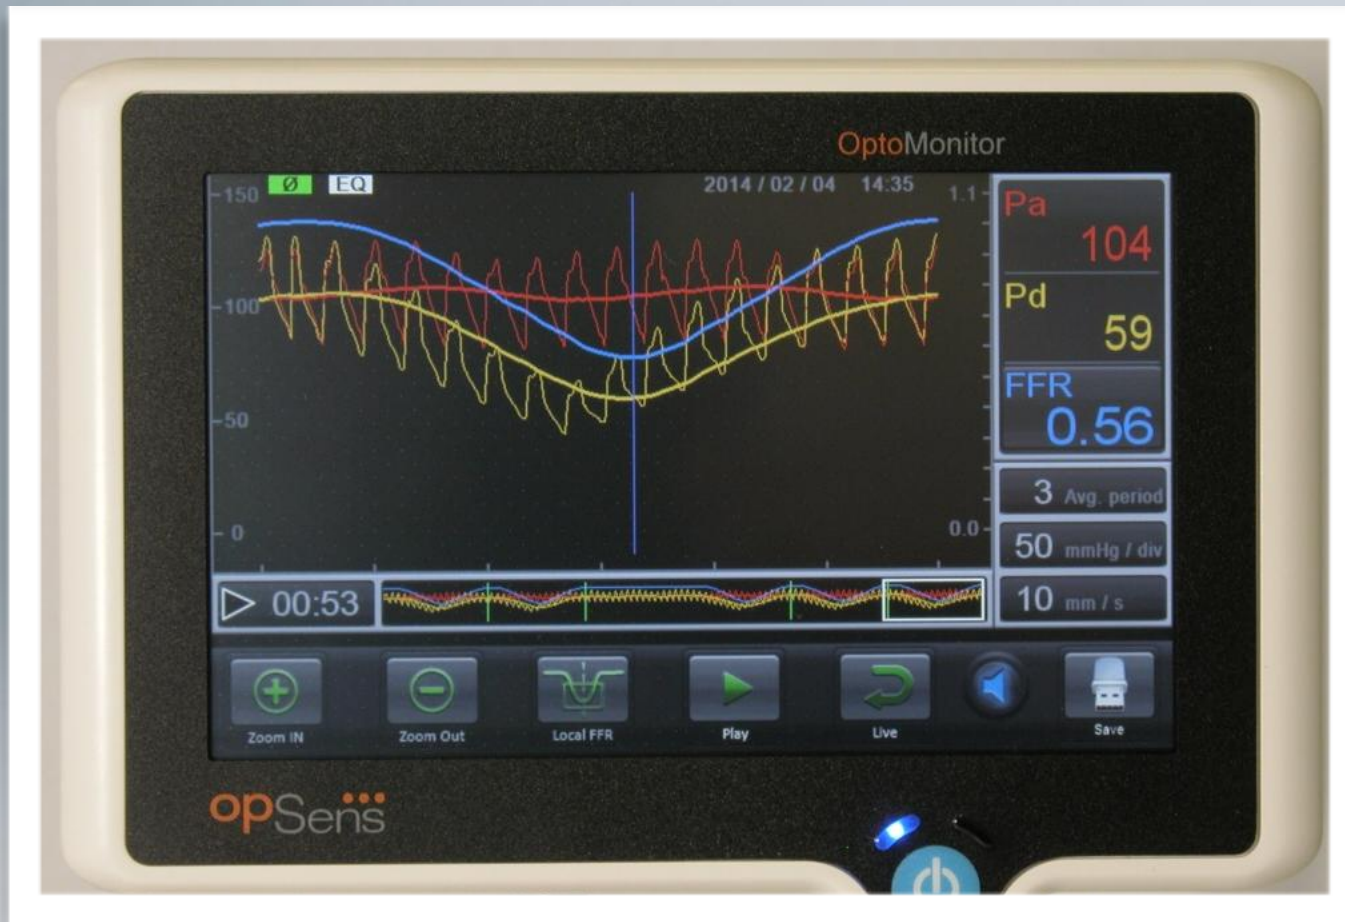 OptoMonitor
150 Ø EQ 2014 / 02 / 04 14:35 1.1
Pa
104
100
Pd
59
FFR
0.56
50
3 Avg. period
0 0.0
50 mmHg / div
00:53
10 mm / s
Zoom IN Zoom Out Local FFR Play Live Save
opSens